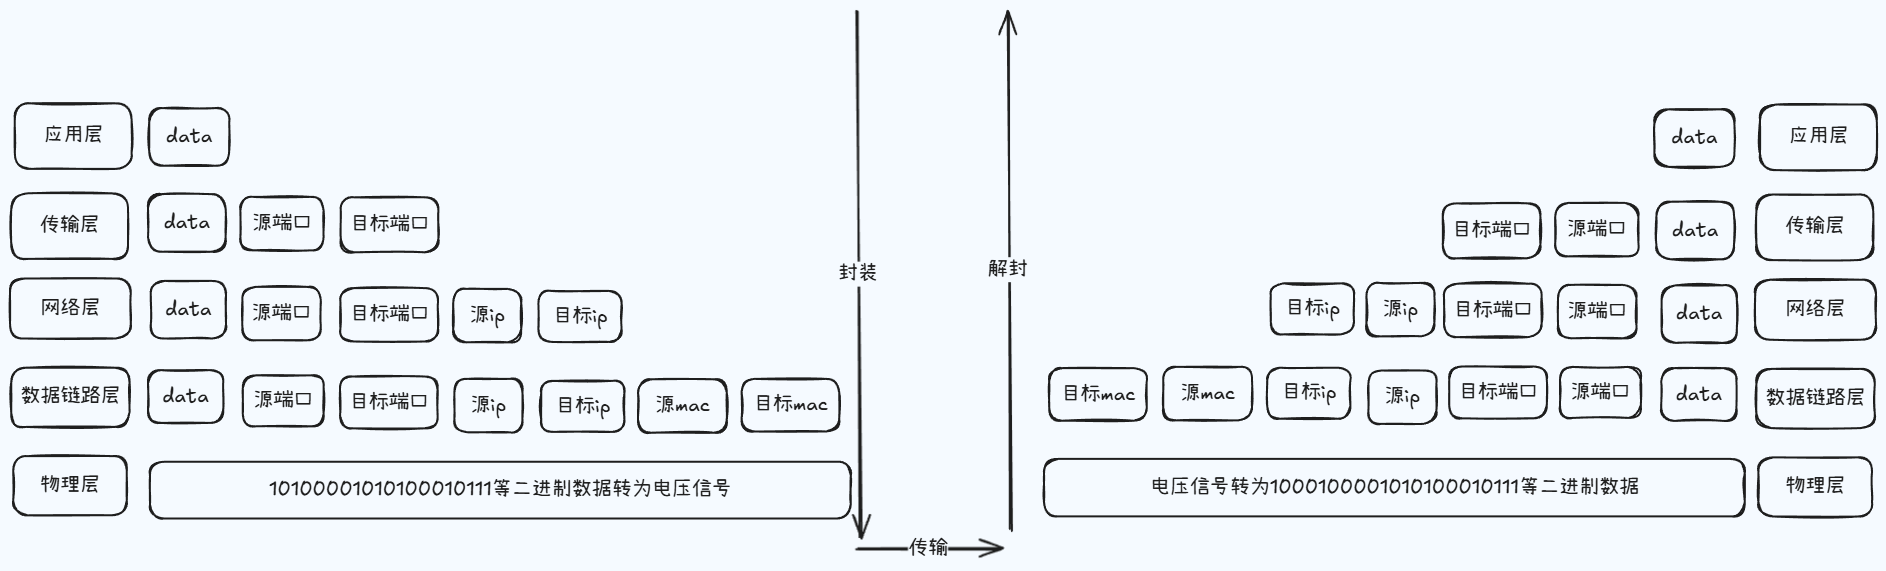 应用层
data
传输层
data
源端口
目标端口
网络层
data
源端口
目标端口
源ip
目标ip
数据链路层
data
源端口
目标端口
源ip
目标ip
源mac
目标mac
物理层
10100001010100010111等二进制数据转为电压信号
封装
传输
解封
data
应用层
目标端口
源端口
data
传输层
目标ip
源ip
目标端口
源端口
data
网络层
目标mac
源mac
目标ip
源ip
目标端口
源端口
data
数据链路层
电压信号转为1000100001010100010111等二进制数据
物理层